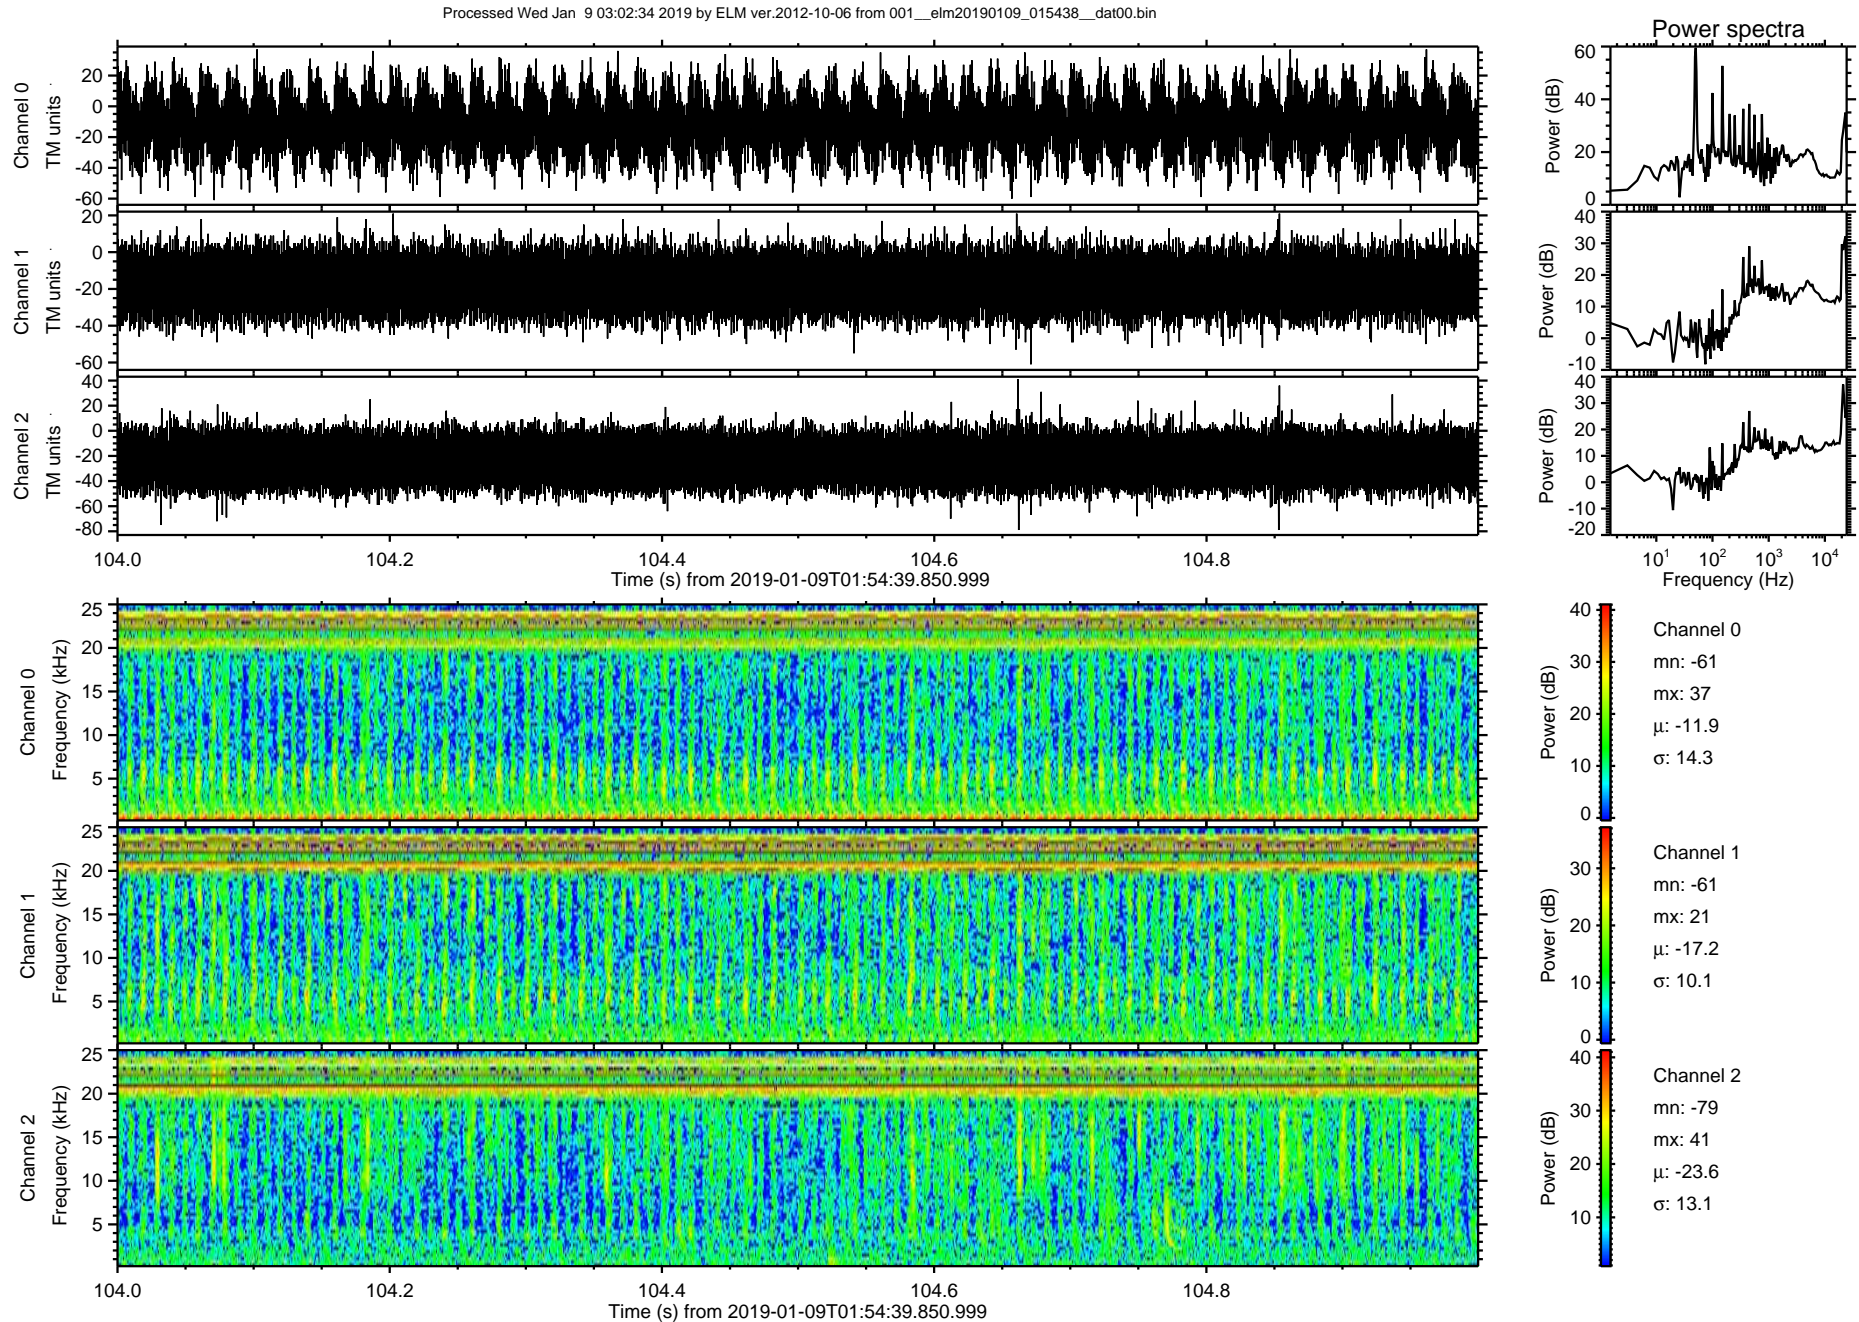 Processed Wed Jan  9 03:02:34 2019 by ELM ver.2012-10-06 from 001__elm20190109_015438__dat00.bin
Power spectra
Channel 0
TM units
20
0
-20
-40
-60
Power (dB)
60
40
20
0
Channel 1
TM units
20
0
-20
-40
-60
Power (dB)
40
30
20
10
0
-10
Channel 2
TM units
40
20
0
-20
-40
-60
-80
Power (dB)
40
30
20
10
0
-10
-20
104.0 104.2 104.4 104.6 104.8
Time (s) from 2019-01-09T01:54:39.850.999
10¹ 10² 10³ 10⁴
Frequency (Hz)
Channel 0
Frequency (kHz)
25
20
15
10
5
Power (dB)
40
30
20
10
0
Channel 0
mn: -61
mx: 37
µ: -11.9
σ: 14.3
Channel 1
Frequency (kHz)
25
20
15
10
5
Power (dB)
30
20
10
0
Channel 1
mn: -61
mx: 21
µ: -17.2
σ: 10.1
Channel 2
Frequency (kHz)
25
20
15
10
5
Power (dB)
40
30
20
10
Channel 2
mn: -79
mx: 41
µ: -23.6
σ: 13.1
104.0 104.2 104.4 104.6 104.8
Time (s) from 2019-01-09T01:54:39.850.999